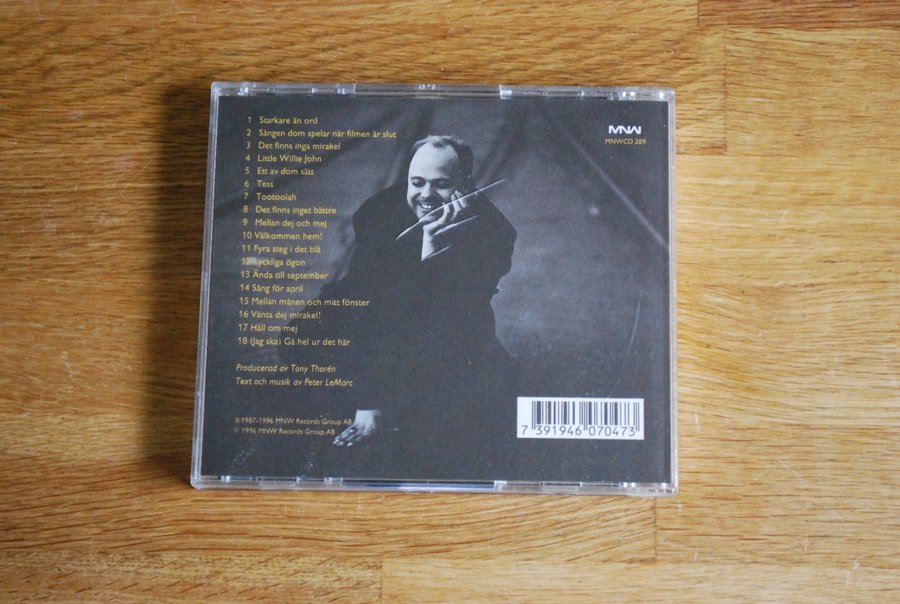 1 Starkare än ord
2 Sången dom spelar när filmen är slut
3 Det finns inga mirakel
4 Little Willie John
5 Ett av dom sätt
6 Tess
7 Tootoolah
8 Det finns inget bättre
9 Mellan dej och mej
10 Välkommen hem!
11 Fyra steg i det blå
12 Lyckliga ögon
13 Ända till september
14 Sång för april
15 Mellan månen och mitt fönster
16 Vänta dej mirakel!
17 Håll om mej
18 (Jag ska) Gå hel ur det här
Producerad av Tony Thorén
Text och musik av Peter LeMarc
℗ 1987-1996 MNW Records Group AB
© 1996 MNW Records Group AB
MNW
MNWCD 289
7 391946 070473